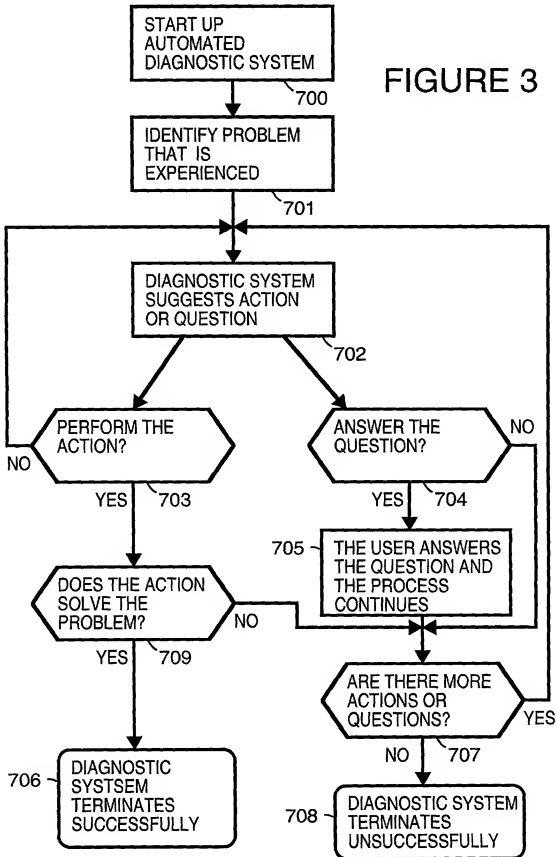 START UP
AUTOMATED
DIAGNOSTIC SYSTEM
700
FIGURE 3
IDENTIFY PROBLEM
THAT IS
EXPERIENCED
701
DIAGNOSTIC SYSTEM
SUGGESTS ACTION
OR QUESTION
702
PERFORM THE
ACTION?
NO
YES
703
ANSWER THE
QUESTION?
NO
YES
704
705
THE USER ANSWERS
THE QUESTION AND
THE PROCESS
CONTINUES
DOES THE ACTION
SOLVE THE
PROBLEM?
NO
YES
709
ARE THERE MORE
ACTIONS OR
QUESTIONS?
YES
NO
707
706
DIAGNOSTIC
SYSTSEM
TERMINATES
SUCCESSFULLY
708
DIAGNOSTIC SYSTEM
TERMINATES
UNSUCCESSFULLY